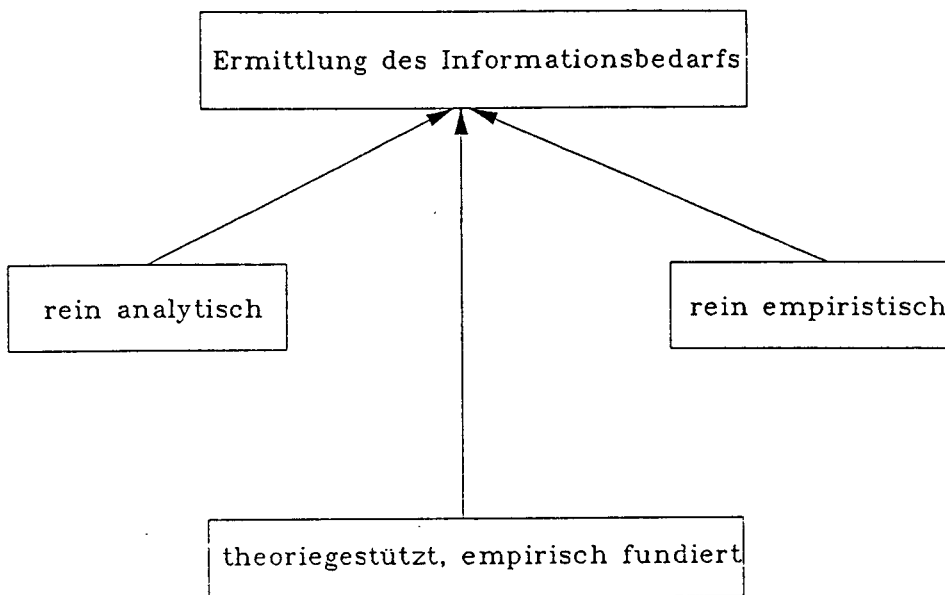 Ermittlung des Informationsbedarfs
rein analytisch
rein empiristisch
theoriegestützt, empirisch fundiert